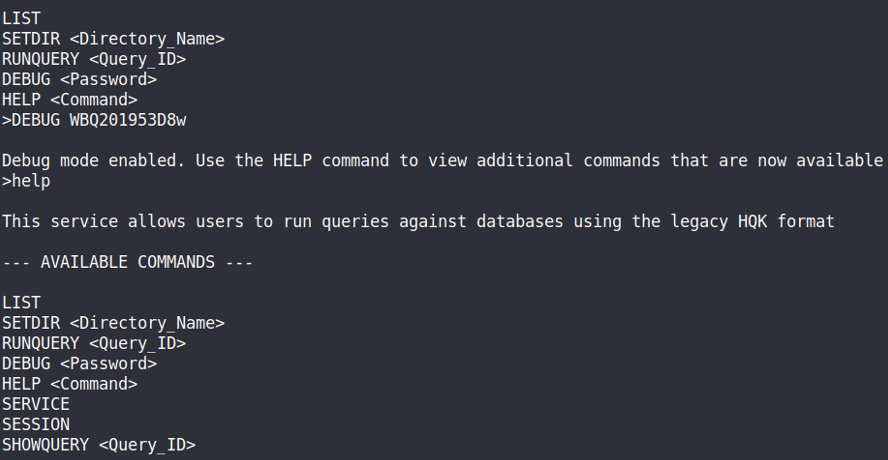 LIST
SETDIR <Directory_Name>
RUNQUERY <Query_ID>
DEBUG <Password>
HELP <Command>
>DEBUG WBQ201953D8w
Debug mode enabled. Use the HELP command to view additional commands that are now available
>help
This service allows users to run queries against databases using the legacy HQK format
--- AVAILABLE COMMANDS ---
LIST
SETDIR <Directory_Name>
RUNQUERY <Query_ID>
DEBUG <Password>
HELP <Command>
SERVICE
SESSION
SHOWQUERY <Query_ID>